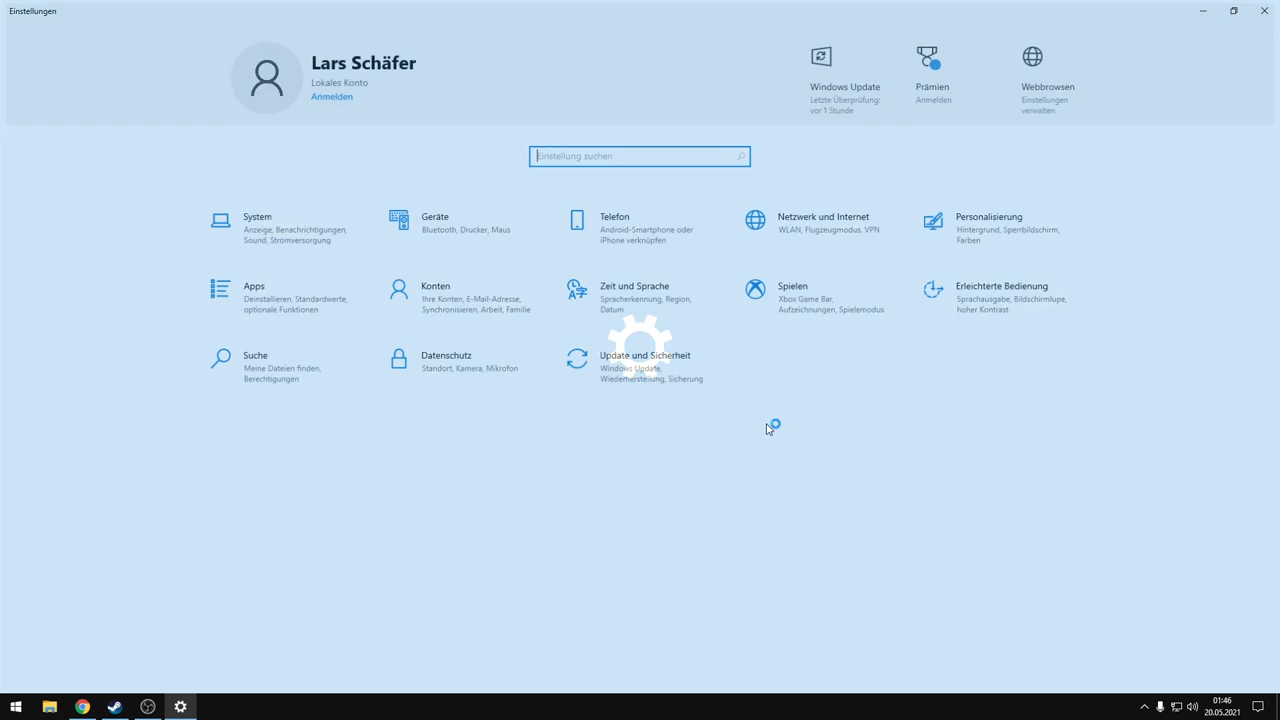 Einstellungen
Lars Schäfer
Lokales Konto
Anmelden
Windows Update
Letzte Überprüfung:
vor 1 Stunde
Prämien
Anmelden
Webbrowsen
Einstellungen
verwalten
Einstellung suchen
System
Anzeige, Benachrichtigungen,
Sound, Stromversorgung
Geräte
Bluetooth, Drucker, Maus
Telefon
Android-Smartphone oder
iPhone verknüpfen
Netzwerk und Internet
WLAN, Flugzeugmodus, VPN
Personalisierung
Hintergrund, Sperrbildschirm,
Farben
Apps
Deinstallieren, Standardwerte,
optionale Funktionen
Konten
Ihre Konten, E-Mail-Adresse,
Synchronisieren, Arbeit, Familie
Zeit und Sprache
Spracherkennung, Region,
Datum
Spielen
Xbox Game Bar,
Aufzeichnungen, Spielemodus
Erleichterte Bedienung
Sprachausgabe, Bildschirmlupe,
hoher Kontrast
Suche
Meine Dateien finden,
Berechtigungen
Datenschutz
Standort, Kamera, Mikrofon
Update und Sicherheit
Windows Update,
Wiederherstellung, Sicherung
01:46
20.05.2021